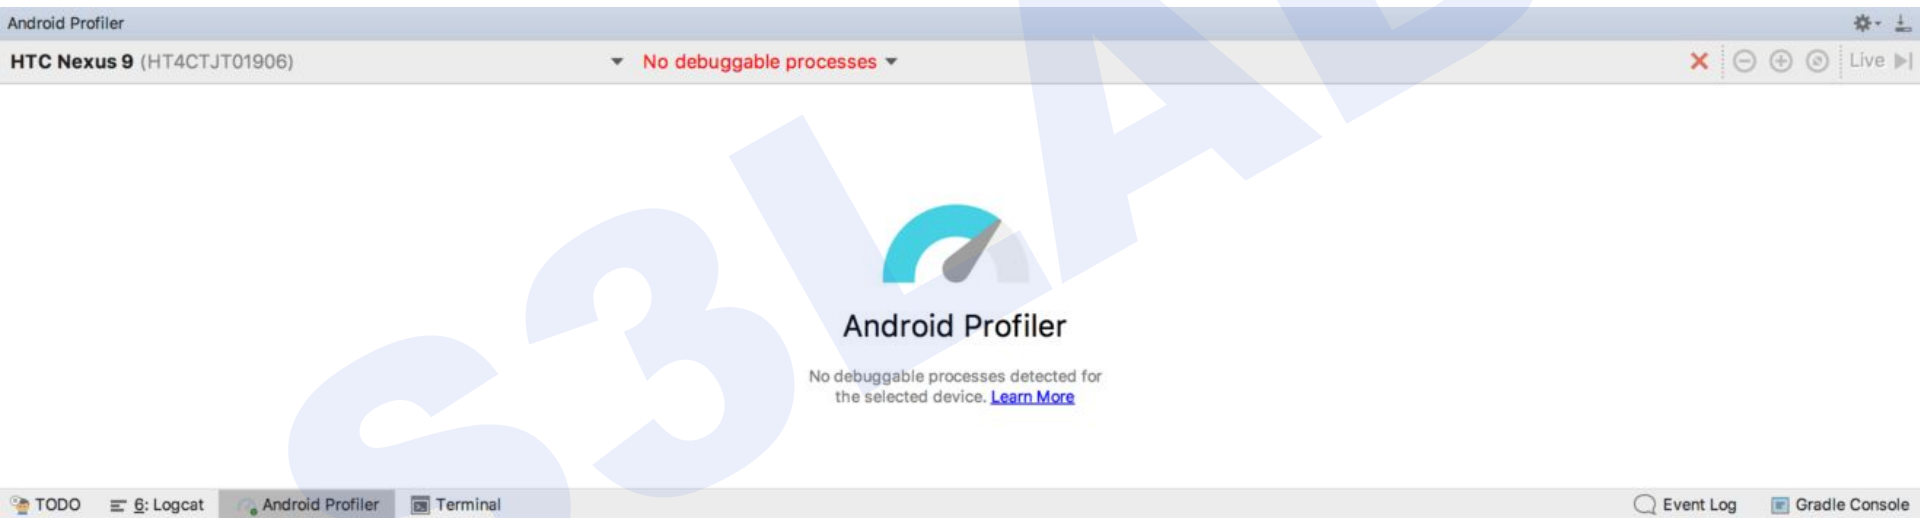 Android Profiler
HTC Nexus 9 (HT4CTJT01906)
No debuggable processes
Live
Android Profiler
No debuggable processes detected for
the selected device. Learn More
TODO
6: Logcat
Android Profiler
Terminal
Event Log
Gradle Console
S3LAB